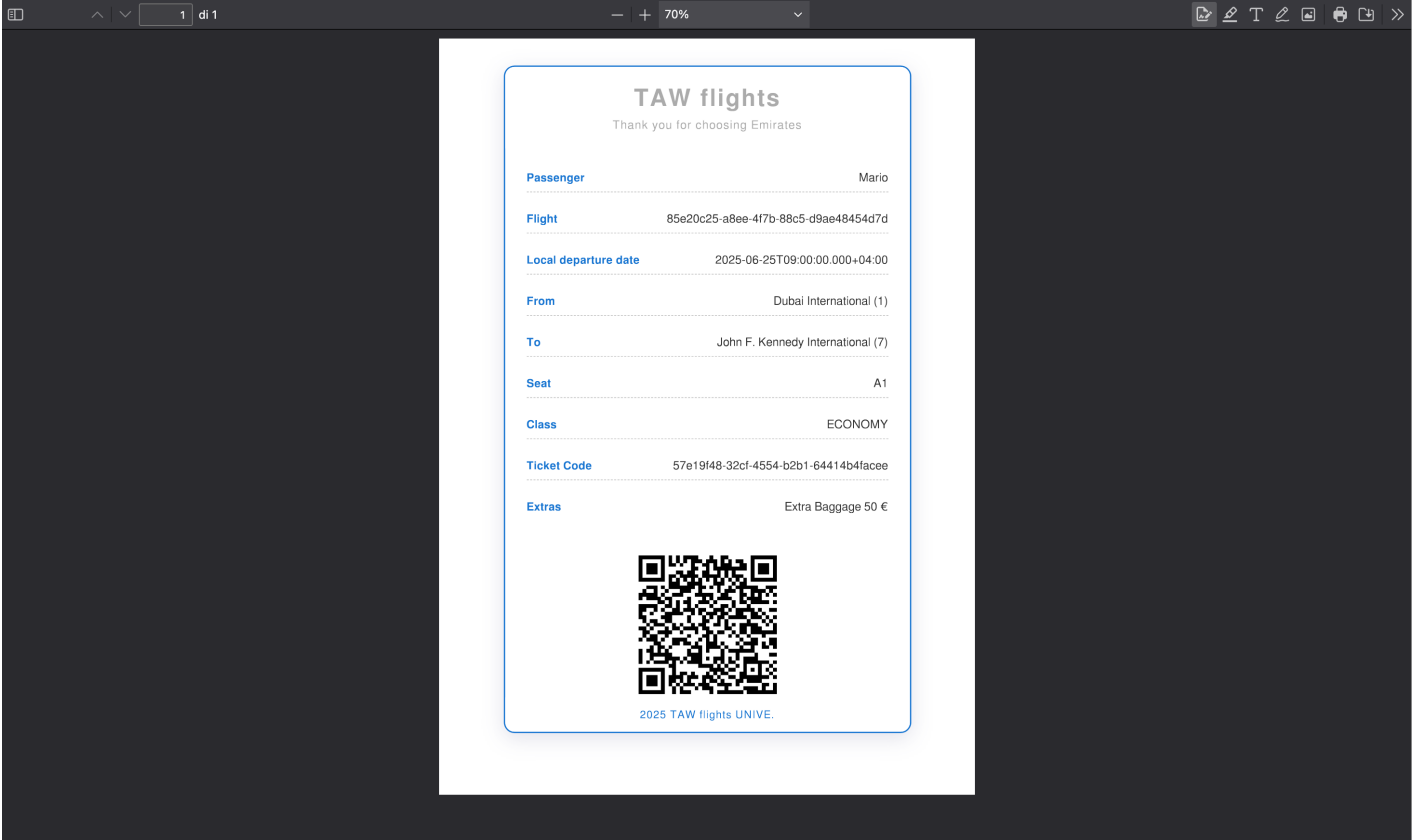 1 di 1
70%
TAW flights
Thank you for choosing Emirates
Passenger Mario
Flight 85e20c25-a8ee-4f7b-88c5-d9ae48454d7d
Local departure date 2025-06-25T09:00:00.000+04:00
From Dubai International (1)
To John F. Kennedy International (7)
Seat A1
Class ECONOMY
Ticket Code 57e19f48-32cf-4554-b2b1-64414b4facee
Extras Extra Baggage 50 €
2025 TAW flights UNIVE.